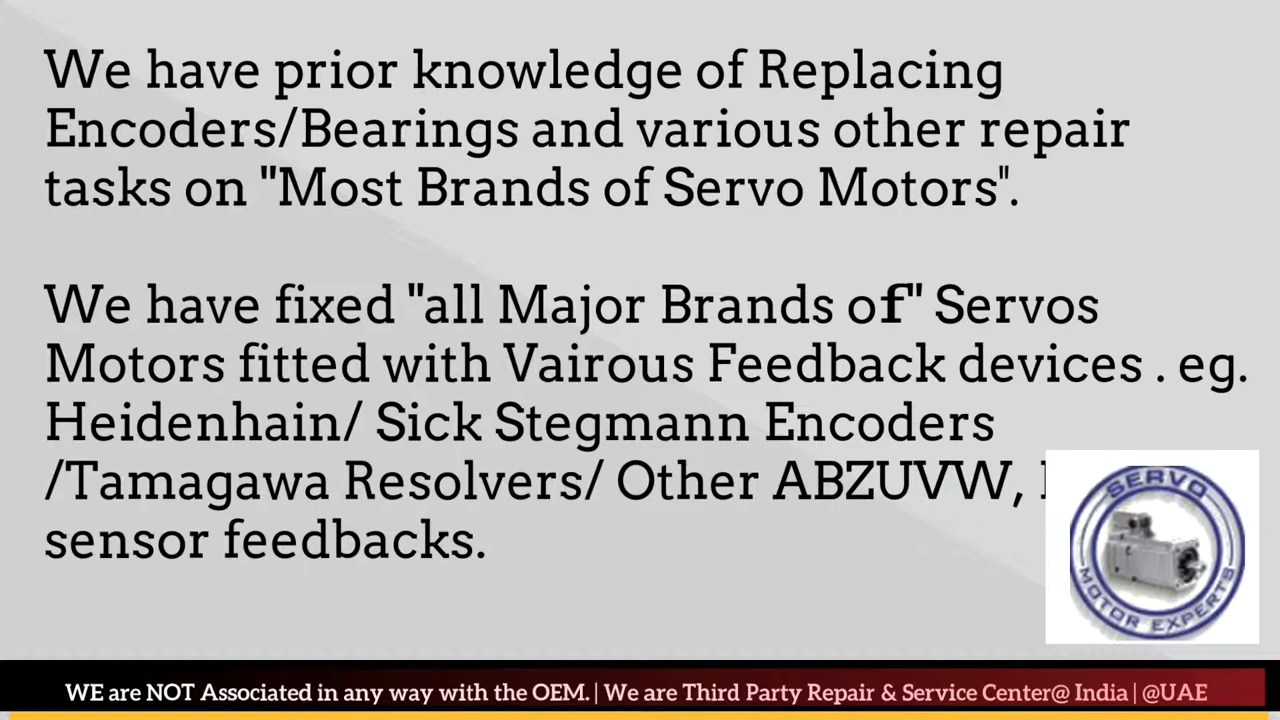 We have prior knowledge of Replacing
Encoders/Bearings and various other repair
tasks on "Most Brands of Servo Motors".
We have fixed "all Major Brands of" Servos
Motors fitted with Vairous Feedback devices . eg.
Heidenhain/ Sick Stegmann Encoders
/Tamagawa Resolvers/ Other ABZUVW,
sensor feedbacks.
SERVO
MOTOR EXPERTS
WE are NOT Associated in any way with the OEM. | We are Third Party Repair & Service Center@ India | @UAE